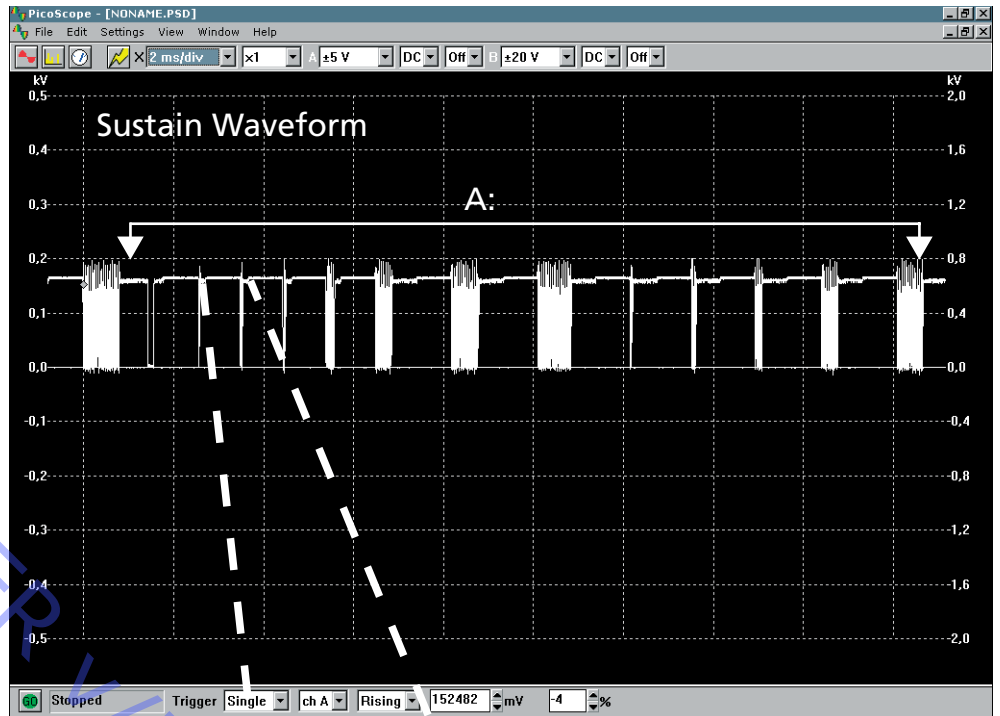 PicoScope - [NONAME.PSD]
File Edit Settings View Window Help
2 ms/div x1 A ±5 V DC Off B ±20 V DC Off
kV kV
0,5 2,0
Sustain Waveform
0,4 1,6
A:
0,3 1,2
0,2 0,8
0,1 0,4
0,0 0,0
-0,1 -0,4
-0,2 -0,8
-0,3 -1,2
-0,4 -1,6
-0,5 -2,0
GO Stopped Trigger Single ch A Rising 152482 mV -4 %